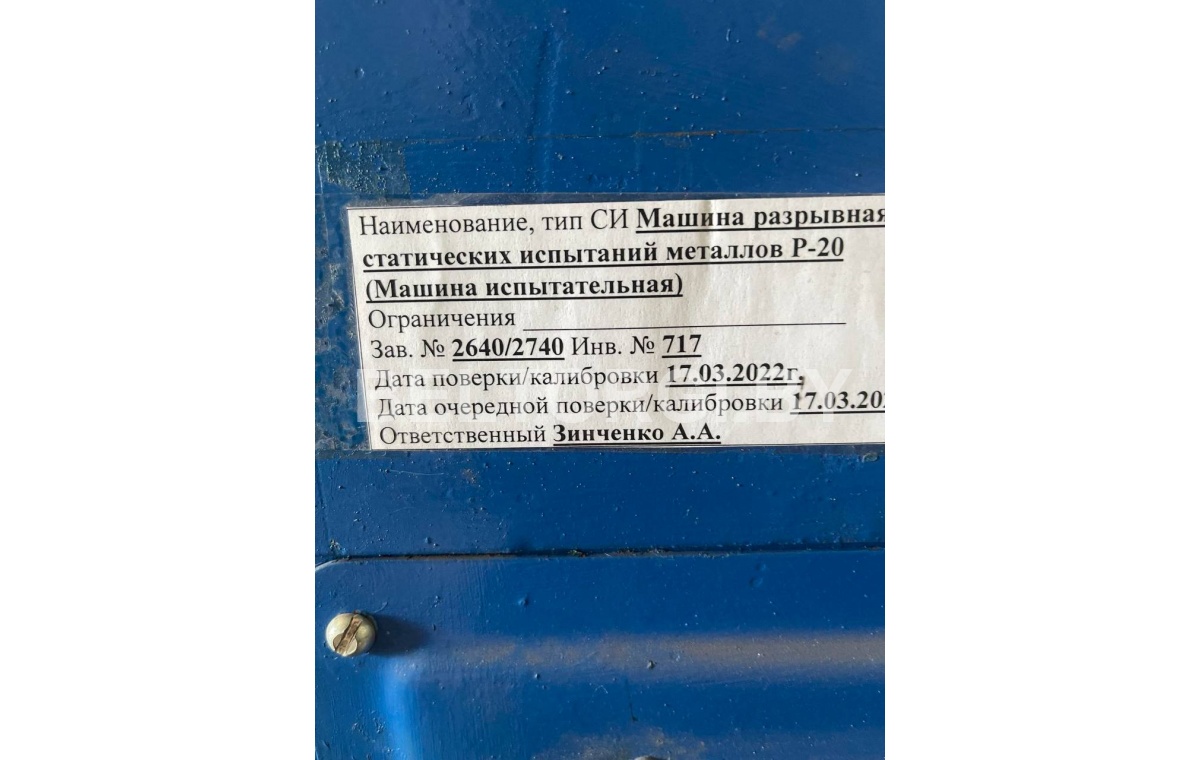 Наименование, тип СИ Машина разрывная
статических испытаний металлов Р-20
(Машина испытательная)
Ограничения
Зав. № 2640/2740 Инв. № 717
Дата поверки/калибровки 17.03.2022г.
Дата очередной поверки/калибровки 17.03.20
Ответственный Зинченко А.А.